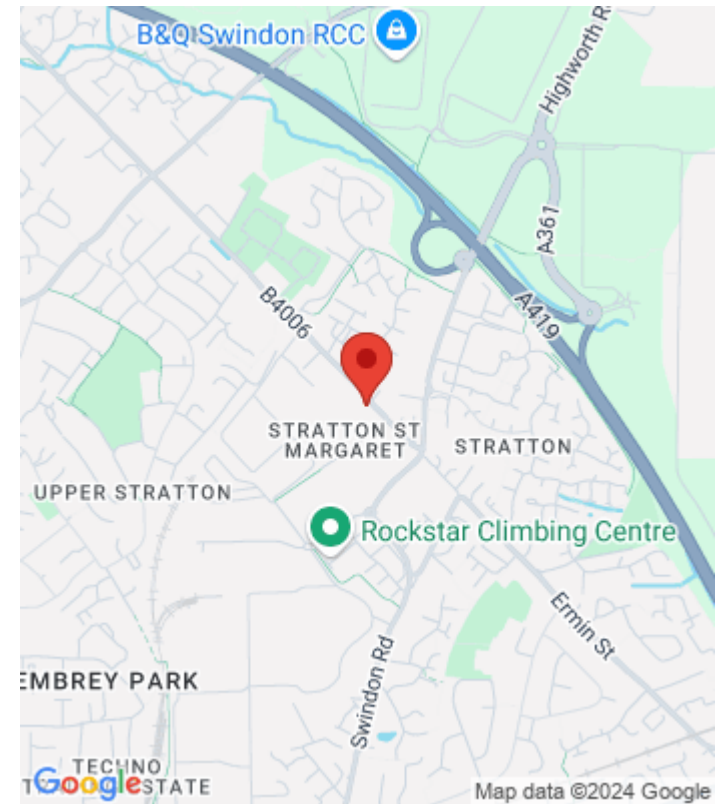 B&Q Swindon RCC
Highworth R
A361
A419
B4006
STRATTON ST
MARGARET
STRATTON
UPPER STRATTON
Rockstar Climbing Centre
Ermin St
Swindon Rd
EMBREY PARK
TECHNO
T
STATE
Google
Map data ©2024 Google